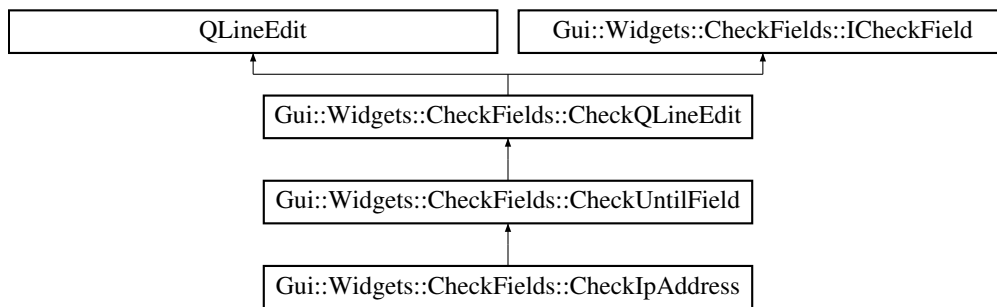 QLineEdit
Gui::Widgets::CheckFields::ICheckField
Gui::Widgets::CheckFields::CheckQLineEdit
Gui::Widgets::CheckFields::CheckUntilField
Gui::Widgets::CheckFields::CheckIpAddress